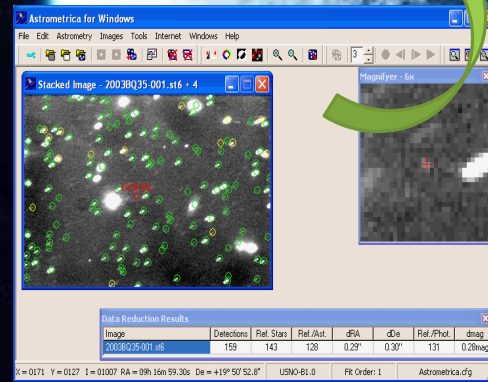 Astrometrica for Windows
File Edit Astrometry Images Tools Internet Windows Help
3
Stacked Image - 2003BQ35-001.st6 + 4
Magnifyer - 6x
Data Reduction Results
Image Detections Ref. Stars Ref./Ast. dRA dDe Ref./Phot. dmag
2003BQ35-001.st6 159 143 128 0.29" 0.30" 131 0.28mag
X = 0171 Y = 0127 I = 01007 RA = 09h 16m 59.30s De = +19° 50' 52.8" USNO-B1.0 Fit Order: 1 Astrometrica.cfg